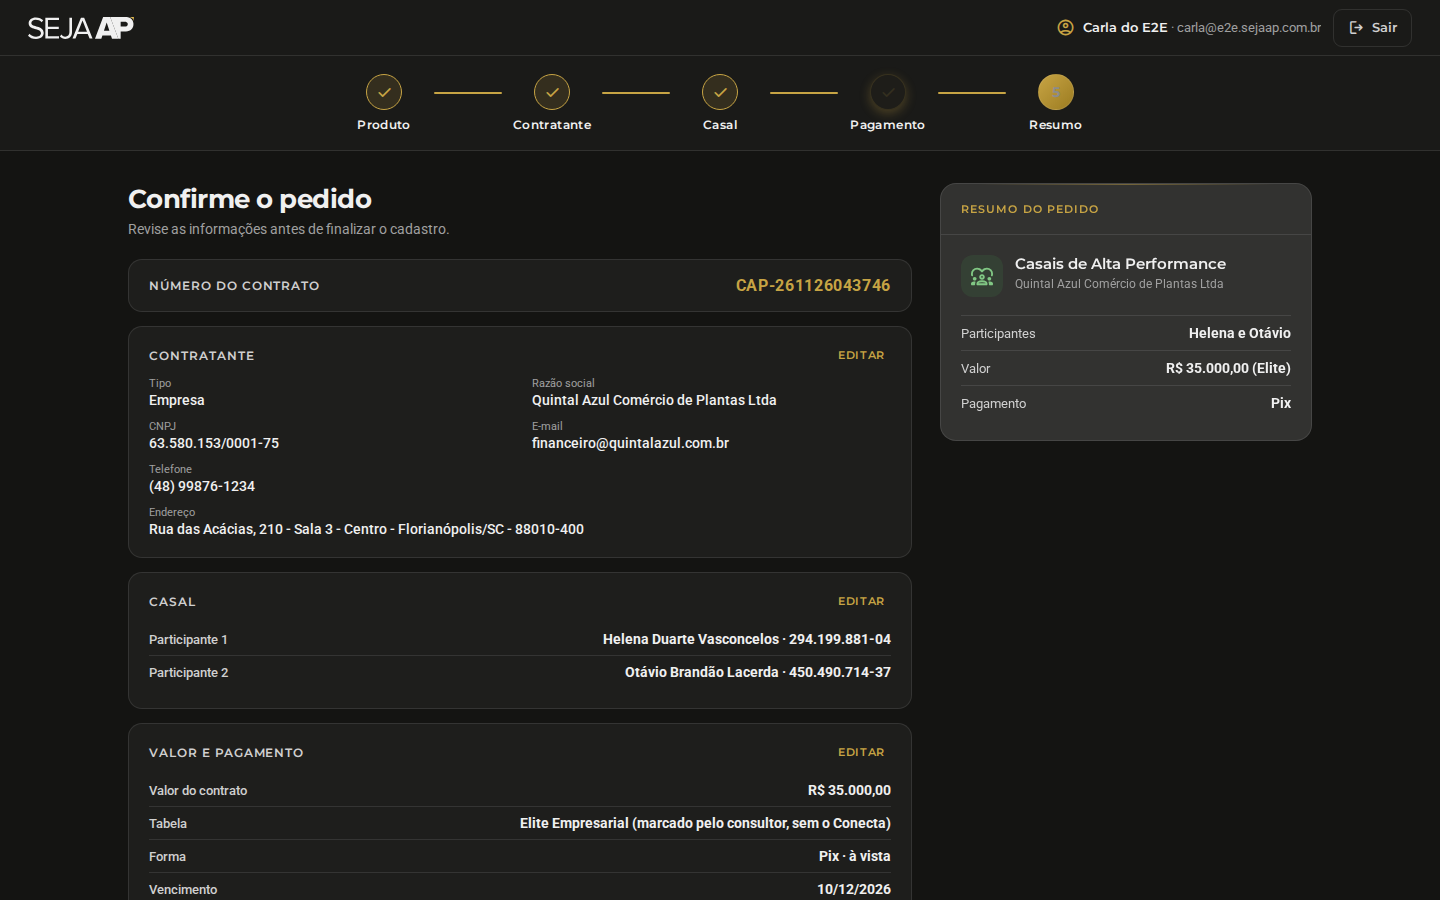 SEJA AP
Carla do E2E · carla@e2e.sejaap.com.br
Sair
Produto
Contratante
Casal
Pagamento
5
Resumo
Confirme o pedido
Revise as informações antes de finalizar o cadastro.
NÚMERO DO CONTRATO
CAP-261126043746
CONTRATANTE
EDITAR
Tipo
Empresa
Razão social
Quintal Azul Comércio de Plantas Ltda
CNPJ
63.580.153/0001-75
E-mail
financeiro@quintalazul.com.br
Telefone
(48) 99876-1234
Endereço
Rua das Acácias, 210 - Sala 3 - Centro - Florianópolis/SC - 88010-400
CASAL
EDITAR
Participante 1
Helena Duarte Vasconcelos · 294.199.881-04
Participante 2
Otávio Brandão Lacerda · 450.490.714-37
VALOR E PAGAMENTO
EDITAR
Valor do contrato
R$ 35.000,00
Tabela
Elite Empresarial (marcado pelo consultor, sem o Conecta)
Forma
Pix · à vista
Vencimento
10/12/2026
RESUMO DO PEDIDO
Casais de Alta Performance
Quintal Azul Comércio de Plantas Ltda
Participantes
Helena e Otávio
Valor
R$ 35.000,00 (Elite)
Pagamento
Pix